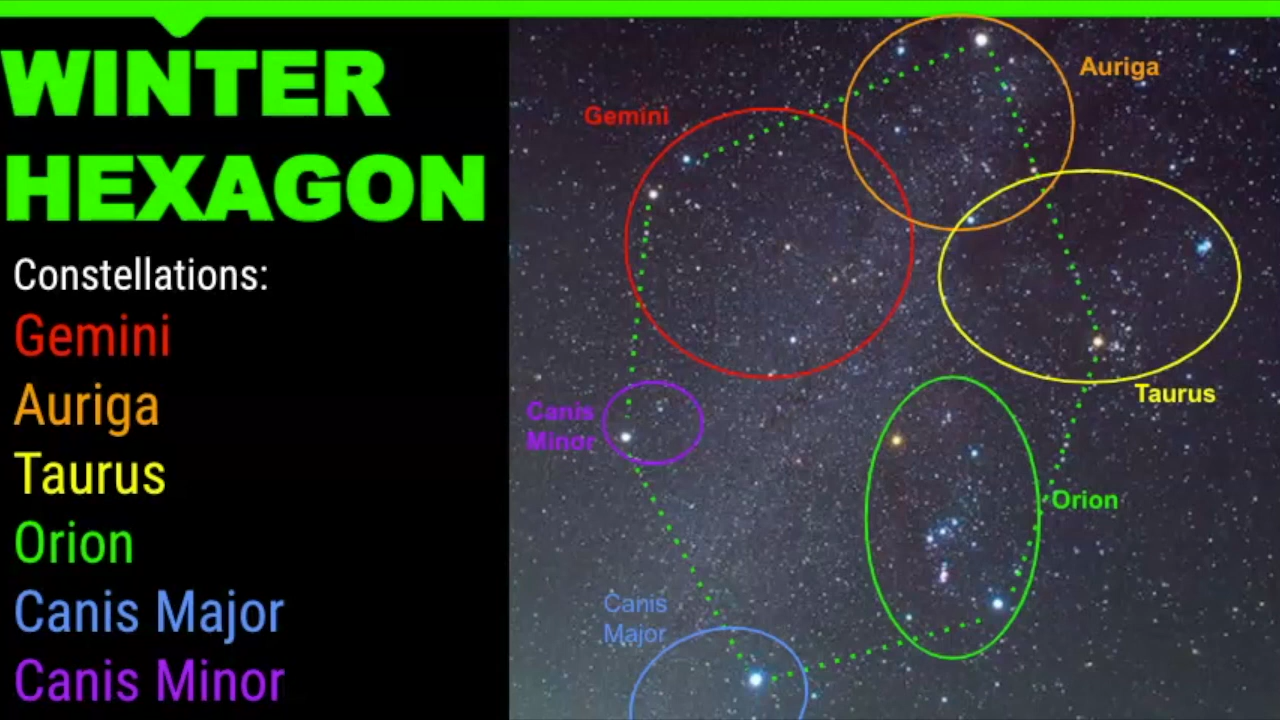 WINTER
HEXAGON
Constellations:
Gemini
Auriga
Taurus
Orion
Canis Major
Canis Minor
Auriga
Gemini
Taurus
Canis
Minor
Orion
Canis
Major